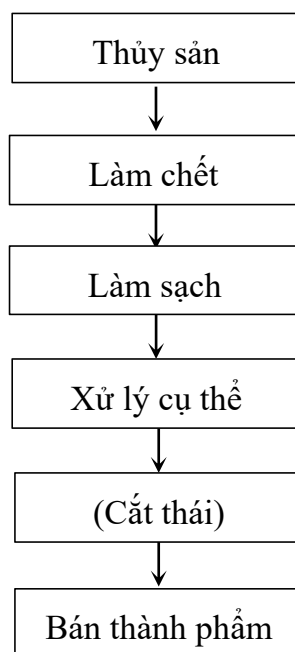 Thủy sản
Làm chết
Làm sạch
Xử lý cụ thể
(Cắt thái)
Bán thành phẩm